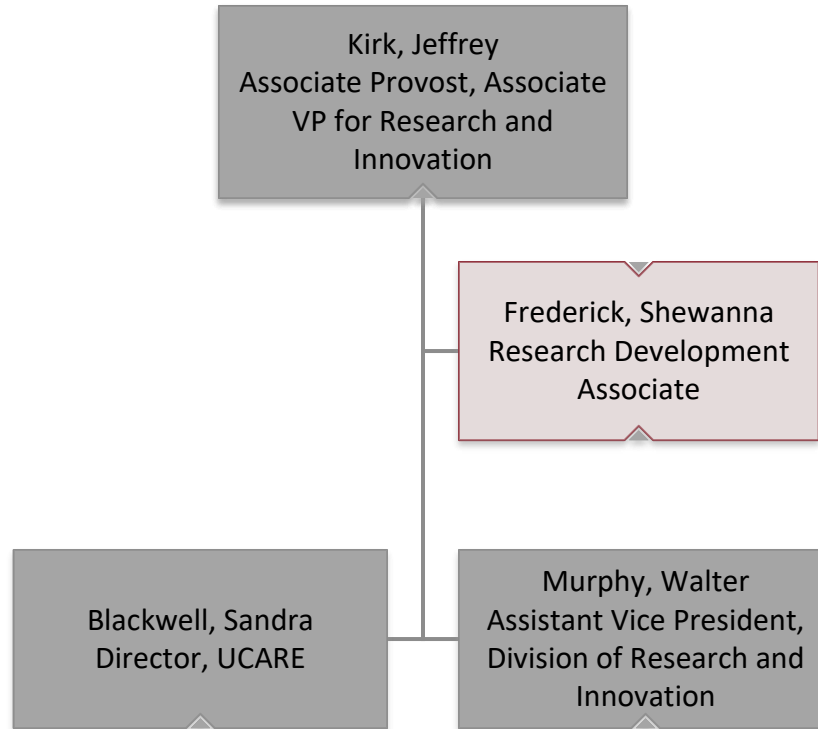 Kirk, Jeffrey
Associate Provost, Associate
VP for Research and
Innovation
Frederick, Shewanna
Research Development
Associate
Blackwell, Sandra
Director, UCARE
Murphy, Walter
Assistant Vice President,
Division of Research and
Innovation